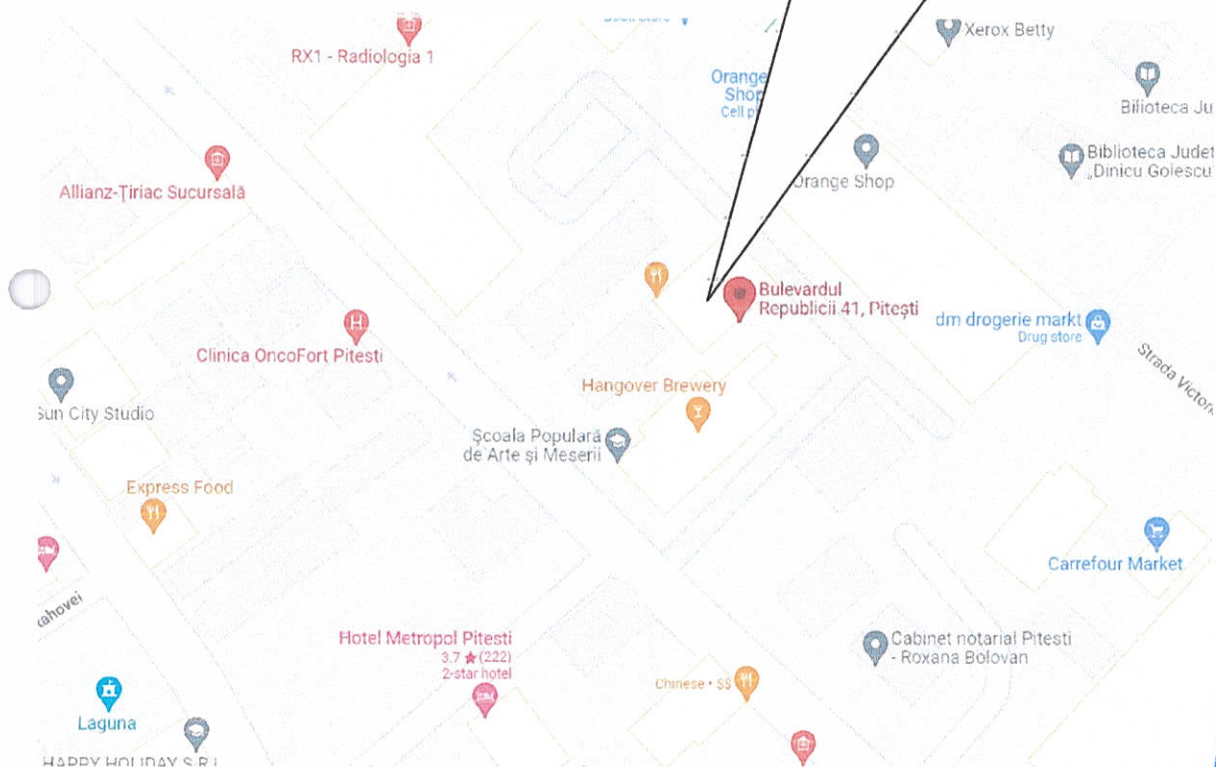 RX1 - Radiologia 1
Xerox Betty
Orange
Shop
Cell p
Bilioteca Ju
Allianz-Țiriac Sucursală
Orange Shop
Biblioteca Județ
„Dinicu Golescu
Bulevardul
Republicii 41, Pitești
dm drogerie markt
Drug store
Clinica OncoFort Pitesti
Strada Victori
Hangover Brewery
Sun City Studio
Școala Populară
de Arte și Meserii
Express Food
Carrefour Market
ahovei
Hotel Metropol Pitesti
3.7 ★ (222)
2-star hotel
Cabinet notarial Pitesti
- Roxana Bolovan
Chinese • $$
Laguna
HAPPY HOLIDAY S.R.L